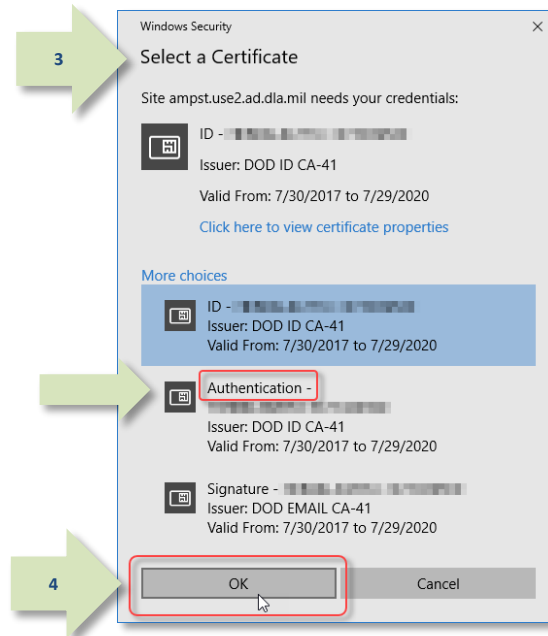 Windows Security
3
Select a Certificate
Site ampst.use2.ad.dla.mil needs your credentials:
ID -
Issuer: DOD ID CA-41
Valid From: 7/30/2017 to 7/29/2020
Click here to view certificate properties
More choices
ID -
Issuer: DOD ID CA-41
Valid From: 7/30/2017 to 7/29/2020
Authentication -
Issuer: DOD ID CA-41
Valid From: 7/30/2017 to 7/29/2020
Signature -
Issuer: DOD EMAIL CA-41
Valid From: 7/30/2017 to 7/29/2020
4
OK
Cancel